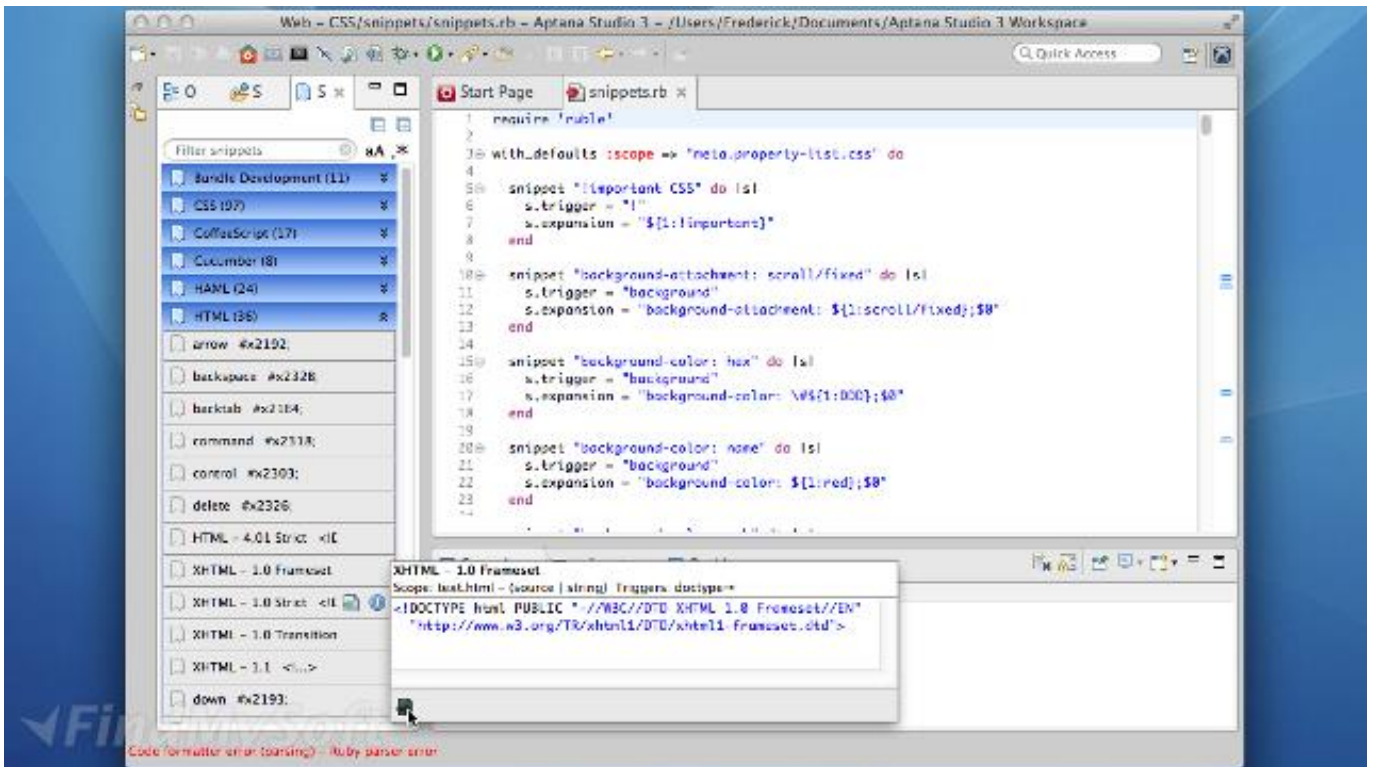 Web – CSS/snippets/snippets.rb – Aptana Studio 3 – /Users/Frederick/Documents/Aptana Studio 3 Workspace
Quick Access
O
S
S
Start Page
snippets.rb
Filter snippets
aA .*
Bundle Development (11)
CSS (97)
CoffeeScript (17)
Cucumber (8)
HAML (24)
HTML (36)
arrow &#x2192;
backspace &#x232B;
backtab &#x21E4;
command &#x2318;
control &#x2303;
delete &#x2326;
HTML – 4.01 Strict <!E
XHTML – 1.0 Frameset
XHTML – 1.0 Strict <!E
XHTML – 1.0 Transition
XHTML – 1.1 <!...>
down &#x2193;
1 require 'ruble'
2
3 with_defaults :scope => "meta.property-list.css" do
4
5 snippet "!important CSS" do |s|
6 s.trigger = "!"
7 s.expansion = "${1:!important}"
8 end
9
10 snippet "background-attachment: scroll/fixed" do |s|
11 s.trigger = "background"
12 s.expansion = "background-attachment: ${1:scroll/fixed};$0"
13 end
14
15 snippet "background-color: hex" do |s|
16 s.trigger = "background"
17 s.expansion = "background-color: \#${1:DDD};$0"
18 end
19
20 snippet "background-color: name" do |s|
21 s.trigger = "background"
22 s.expansion = "background-color: ${1:red};$0"
23 end
XHTML – 1.0 Frameset
Scope: text.html – (source | string) Triggers: doctype⇥
<!DOCTYPE html PUBLIC "-//W3C//DTD XHTML 1.0 Frameset//EN"
"http://www.w3.org/TR/xhtml1/DTD/xhtml1-frameset.dtd">
FindMySoft
Code formatter error (parsing) – Ruby parser error